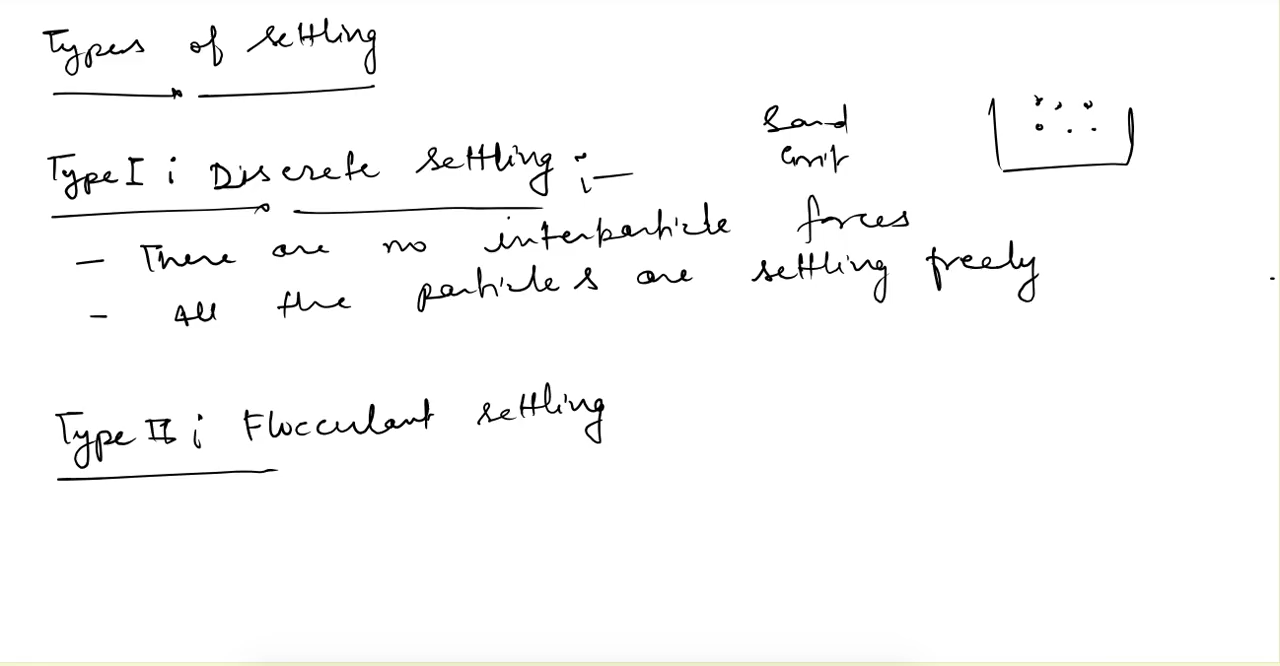 Types of settling
Sand
Grit
Type I : Discrete settling :-
- There are no interparticle forces
- All the particles are settling freely
Type II : Flocculant settling